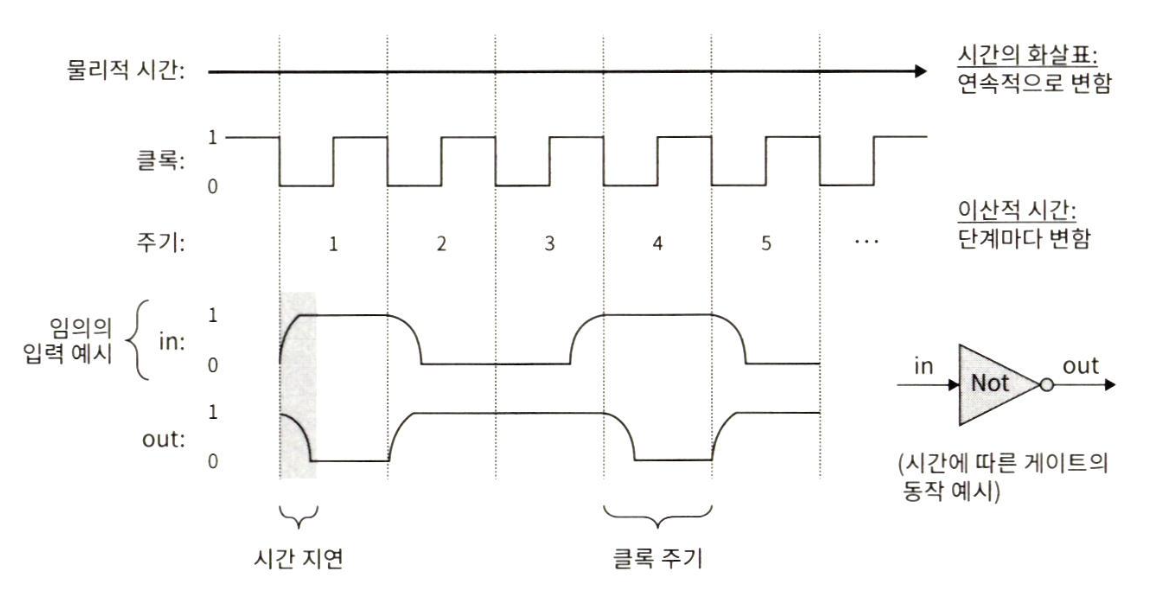 물리적 시간:
시간의 화살표:
연속적으로 변함
클록:
1
0
주기:
1 2 3 4 5 ···
이산적 시간:
단계마다 변함
임의의
입력 예시
in:
1
0
out:
1
0
in
Not
out
(시간에 따른 게이트의
동작 예시)
시간 지연
클록 주기